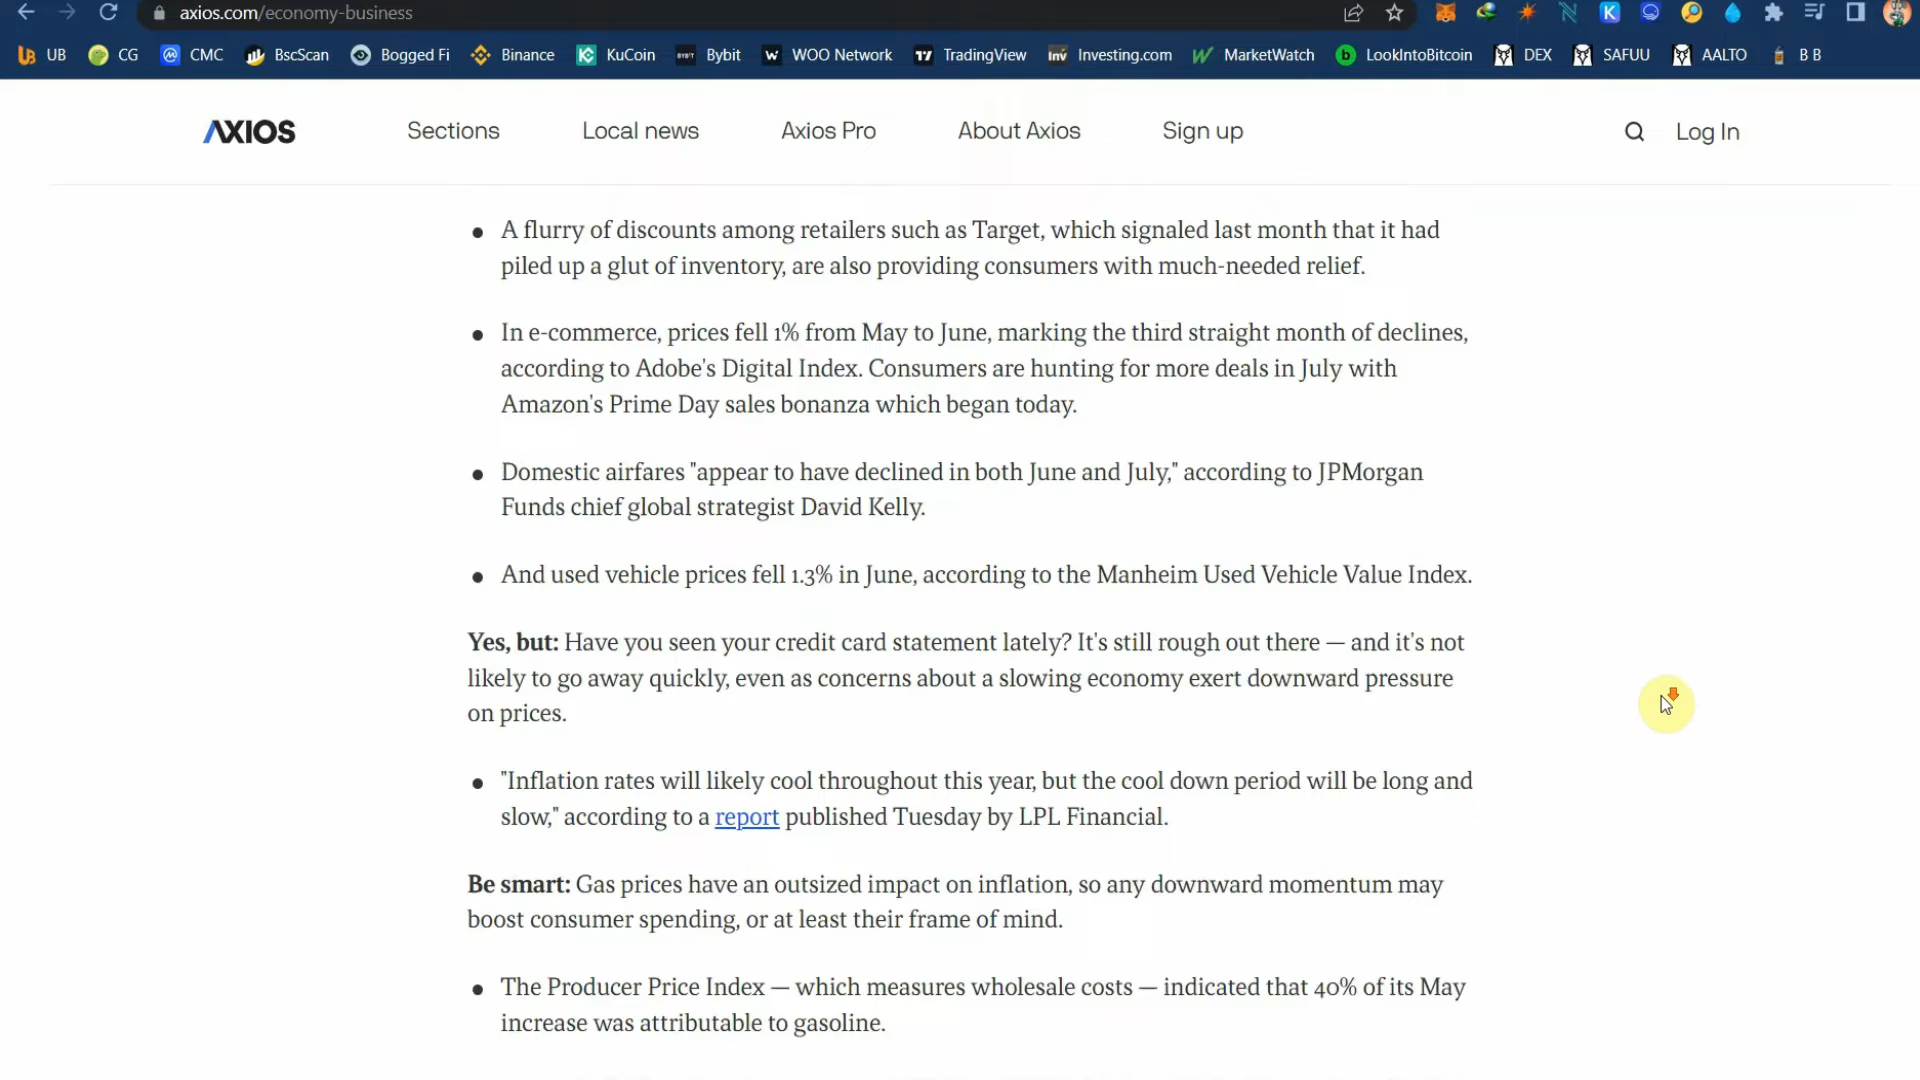 axios.com/economy-business
UB CG CMC BscScan Bogged Fi Binance KuCoin BYBIT Bybit WOO Network TradingView Inv Investing.com MarketWatch LookIntoBitcoin DEX SAFUU AALTO B B
AXIOS Sections Local news Axios Pro About Axios Sign up Log In
• A flurry of discounts among retailers such as Target, which signaled last month that it had
piled up a glut of inventory, are also providing consumers with much-needed relief.
• In e-commerce, prices fell 1% from May to June, marking the third straight month of declines,
according to Adobe's Digital Index. Consumers are hunting for more deals in July with
Amazon's Prime Day sales bonanza which began today.
• Domestic airfares "appear to have declined in both June and July," according to JPMorgan
Funds chief global strategist David Kelly.
• And used vehicle prices fell 1.3% in June, according to the Manheim Used Vehicle Value Index.
Yes, but: Have you seen your credit card statement lately? It's still rough out there — and it's not
likely to go away quickly, even as concerns about a slowing economy exert downward pressure
on prices.
• "Inflation rates will likely cool throughout this year, but the cool down period will be long and
slow," according to a report published Tuesday by LPL Financial.
Be smart: Gas prices have an outsized impact on inflation, so any downward momentum may
boost consumer spending, or at least their frame of mind.
• The Producer Price Index — which measures wholesale costs — indicated that 40% of its May
increase was attributable to gasoline.